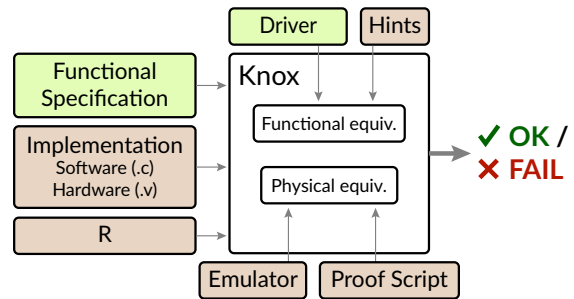 Driver
Hints
Functional
Specification
Knox
Functional equiv.
Implementation
Software (.c)
Hardware (.v)
✓ OK /
✗ FAIL
Physical equiv.
R
Emulator
Proof Script